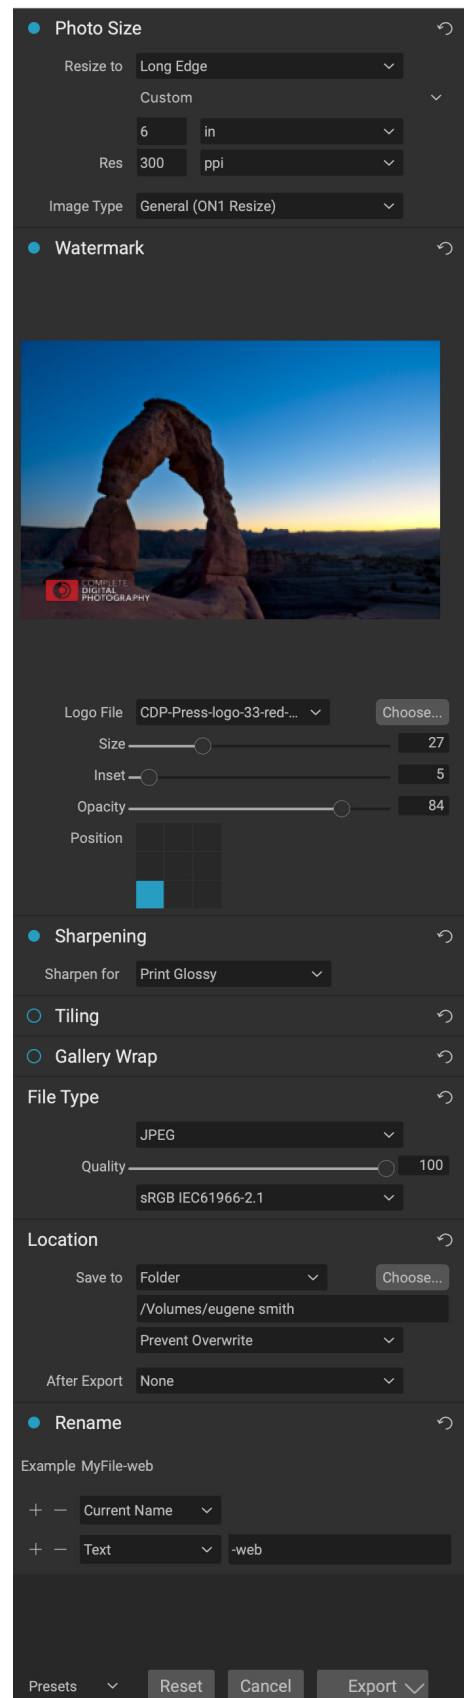 Photo Size
Resize to Long Edge
Custom
6 in
Res 300 ppi
Image Type General (ON1 Resize)
Watermark
COMPLETE
DIGITAL
PHOTOGRAPHY
Logo File CDP-Press-logo-33-red-... Choose...
Size 27
Inset 5
Opacity 84
Position
Sharpening
Sharpen for Print Glossy
Tiling
Gallery Wrap
File Type
JPEG
Quality 100
sRGB IEC61966-2.1
Location
Save to Folder Choose...
/Volumes/eugene smith
Prevent Overwrite
After Export None
Rename
Example MyFile-web
+ − Current Name
+ − Text -web
Presets Reset Cancel Export